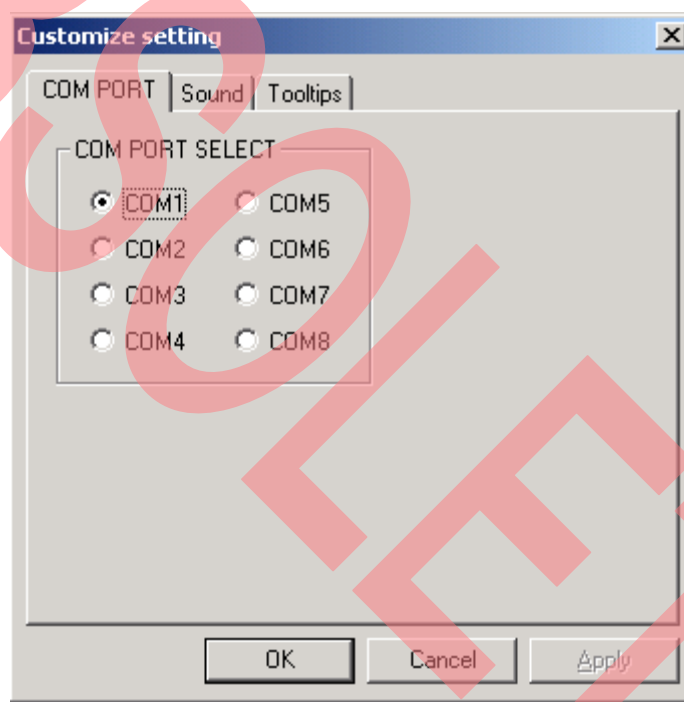 Customize setting
COM PORT Sound Tooltips
COM PORT SELECT
COM1 COM5
COM2 COM6
COM3 COM7
COM4 COM8
OK Cancel Apply